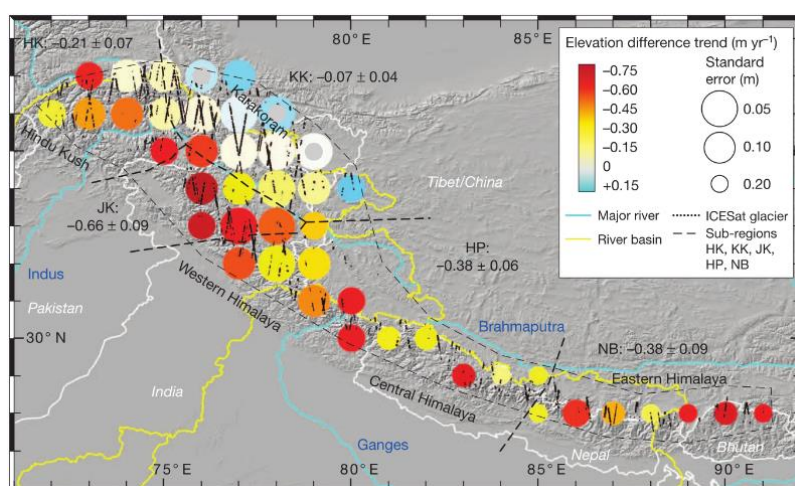 80° E
85° E
90° E
HK: –0.21 ± 0.07
KK: –0.07 ± 0.04
Karakoram
Hindu Kush
Tibet/China
JK:
–0.66 ± 0.09
HP:
–0.38 ± 0.06
Indus
Pakistan
Western Himalaya
30° N
Brahmaputra
NB: –0.38 ± 0.09
India
Central Himalaya
Eastern Himalaya
Ganges
Nepal
Bhutan
75° E
80° E
85° E
90° E
Elevation difference trend (m yr⁻¹)
–0.75
–0.60
–0.45
–0.30
–0.15
0
+0.15
Standard
error (m)
0.05
0.10
0.20
Major river
River basin
ICESat glacier
Sub-regions
HK, KK, JK,
HP, NB